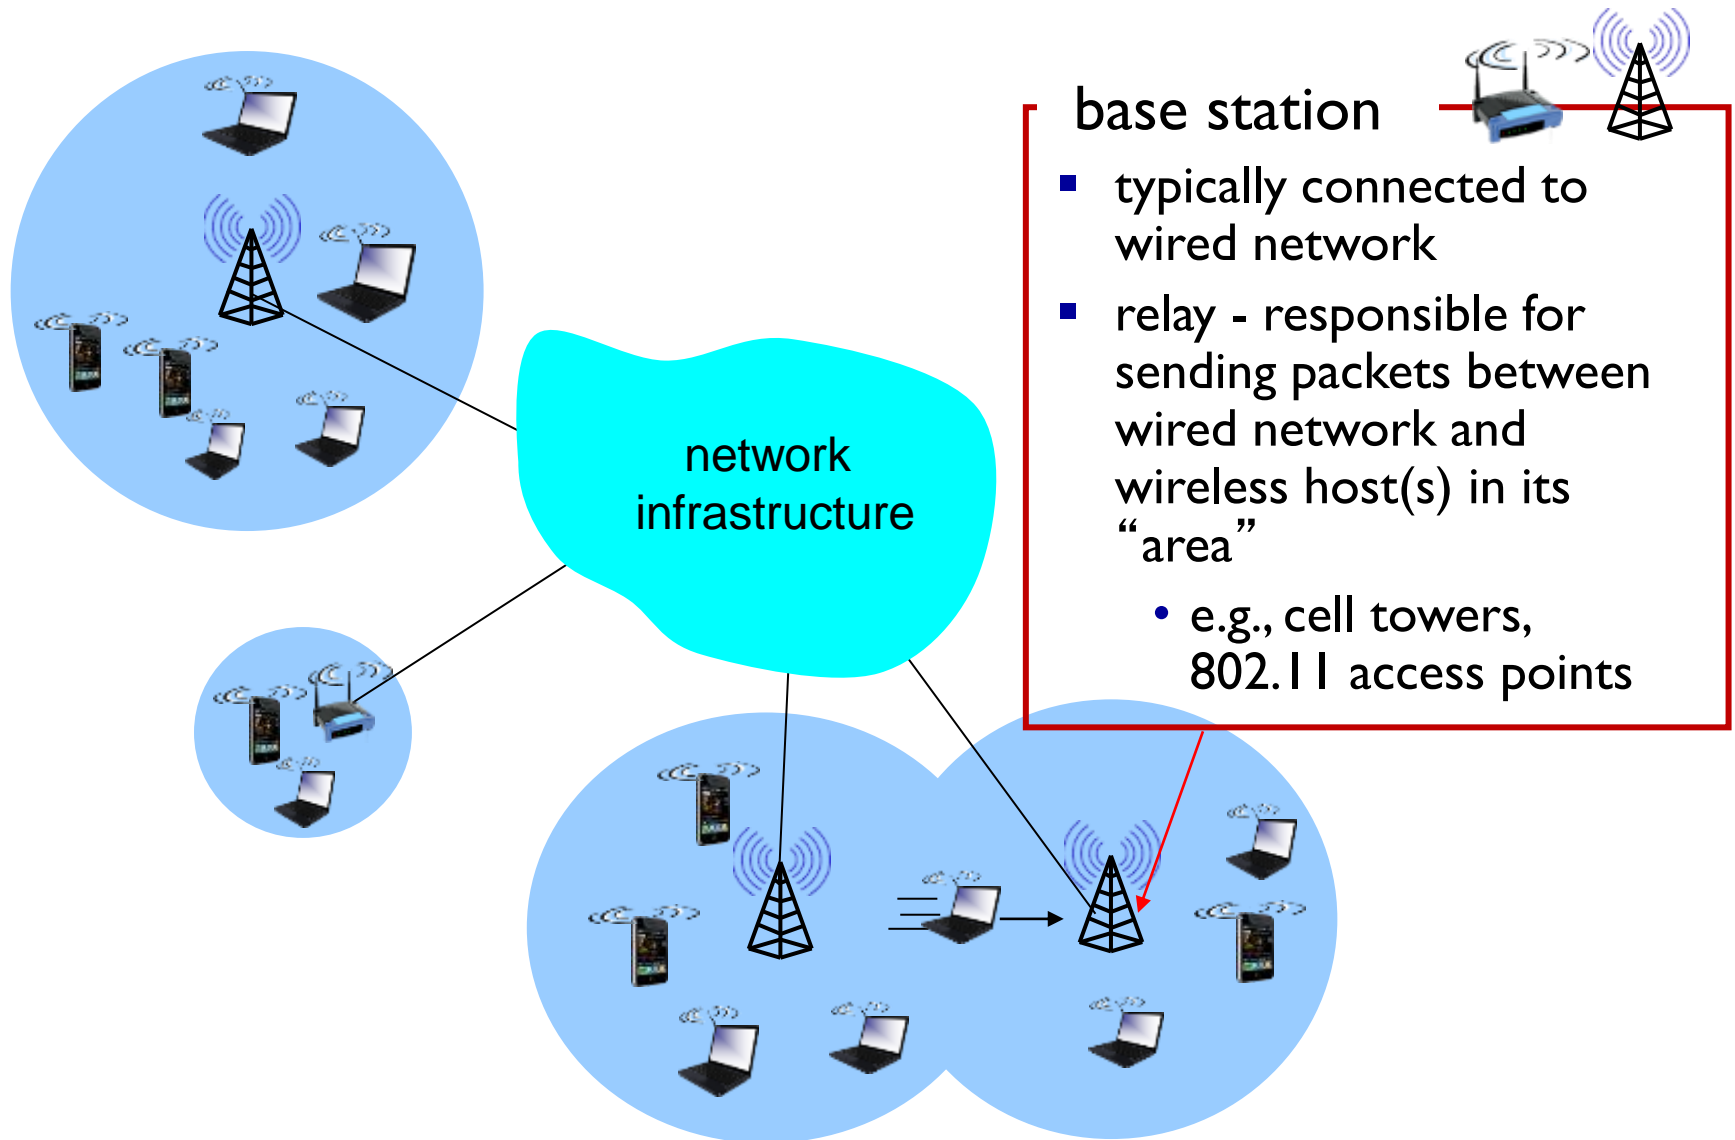 base station
typically connected to
wired network
relay - responsible for
sending packets between
wired network and
wireless host(s) in its
“area”
e.g., cell towers,
802.11 access points
network
infrastructure